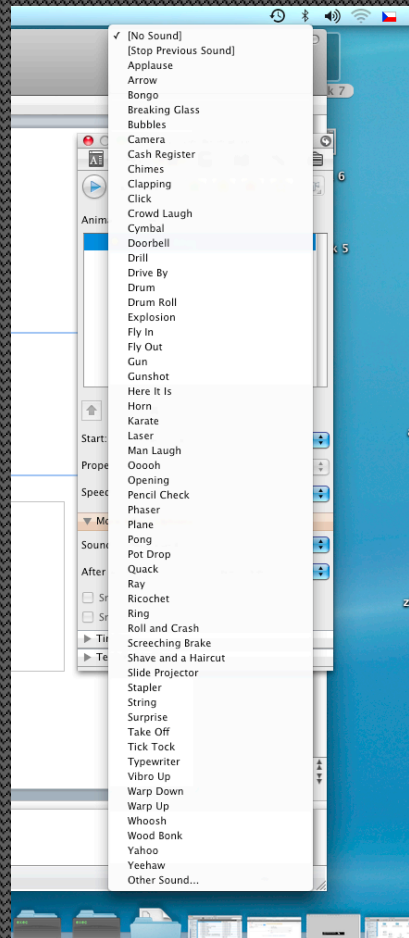 ✓ [No Sound]
[Stop Previous Sound]
Applause
Arrow
Bongo
Breaking Glass
Bubbles
Camera
Cash Register
Chimes
Clapping
Click
Crowd Laugh
Cymbal
Doorbell
Drill
Drive By
Drum
Drum Roll
Explosion
Fly In
Fly Out
Gun
Gunshot
Here It Is
Horn
Karate
Laser
Man Laugh
Ooooh
Opening
Pencil Check
Phaser
Plane
Pong
Pot Drop
Quack
Ray
Ricochet
Ring
Roll and Crash
Screeching Brake
Shave and a Haircut
Slide Projector
Stapler
String
Surprise
Take Off
Tick Tock
Typewriter
Vibro Up
Warp Down
Warp Up
Whoosh
Wood Bonk
Yahoo
Yeehaw
Other Sound...
k 7
6
k 5
Start:
After